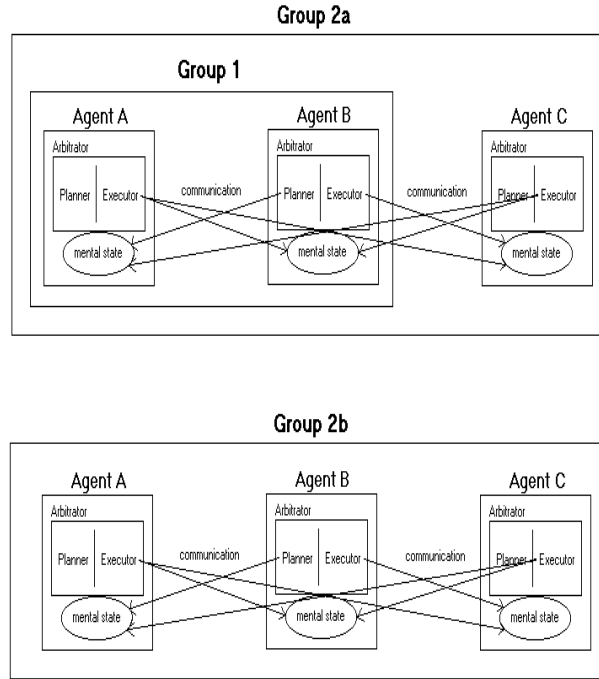 Group 2a
Group 1
Agent A
Agent B
Agent C
Arbitrator
Arbitrator
Arbitrator
Planner
Executor
communication
Planner
Executor
communication
Planner
Executor
mental state
mental state
mental state
Group 2b
Agent A
Agent B
Agent C
Arbitrator
Arbitrator
Arbitrator
Planner
Executor
communication
Planner
Executor
communication
Planner
Executor
mental state
mental state
mental state